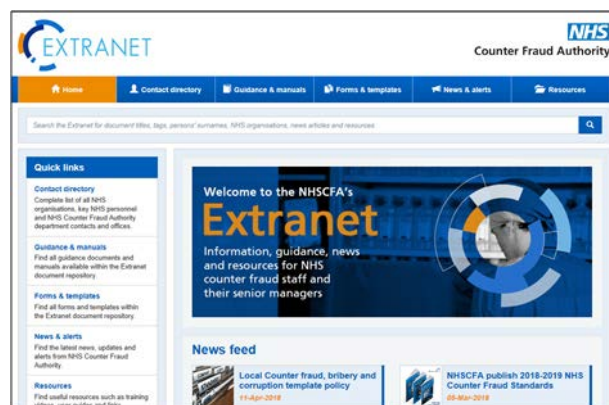 EXTRANET
NHS
Counter Fraud Authority
Home Contact directory Guidance & manuals Forms & templates News & alerts Resources
Search the Extranet for document titles, tags, persons' surnames, NHS organisations, news articles and resources
Quick links
Contact directory
Complete list of all NHS
organisations, key NHS personnel
and NHS Counter Fraud Authority
department contacts and offices.
Guidance & manuals
Find all guidance documents and
manuals available within the Extranet
document repository.
Forms & templates
Find all forms and templates within
the Extranet document repository.
News & alerts
Find the latest news, updates and
alerts from NHS Counter Fraud
Authority.
Resources
Find useful resources such as training
Welcome to the NHSCFA's
Extranet
Information, guidance, news
and resources for NHS
counter fraud staff and
their senior managers
News feed
Local Counter fraud, bribery and
corruption template policy
11-Apr-2018
NHSCFA publish 2018-2019 NHS
Counter Fraud Standards
09-Mar-2018